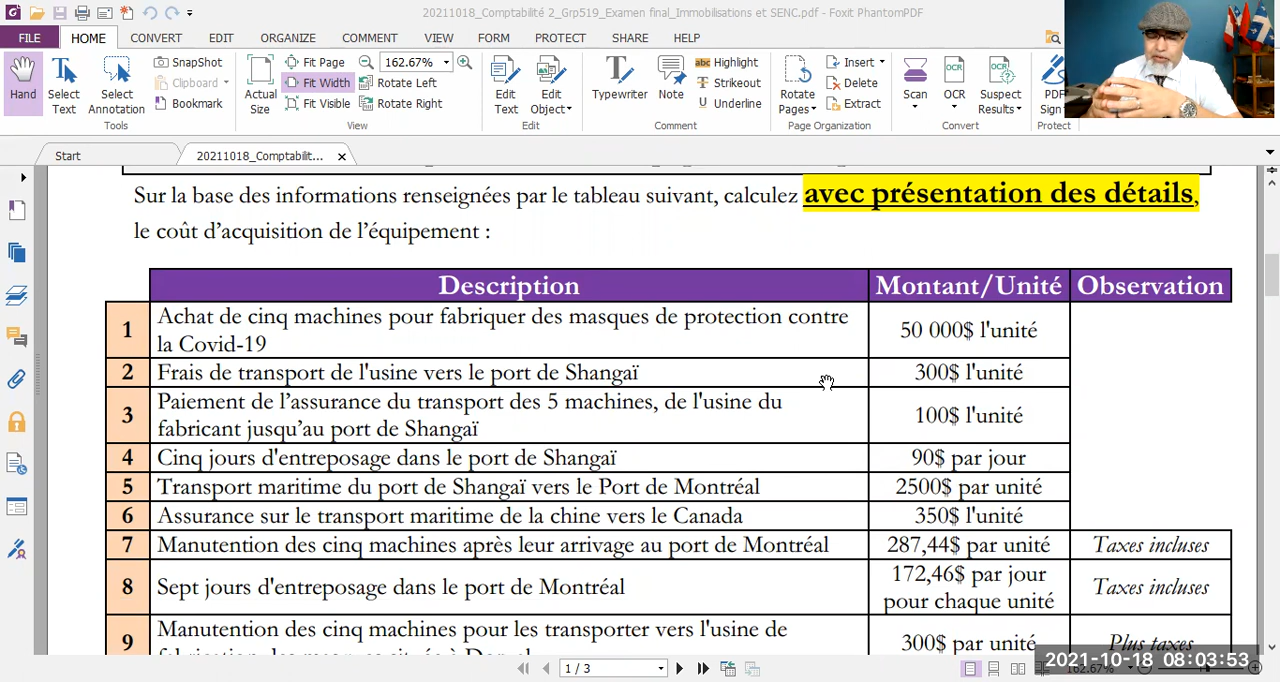 20211018_Comptabilité 2_Grp519_Examen final_Immobilisations et SENC.pdf - Foxit PhantomPDF
FILE HOME CONVERT EDIT ORGANIZE COMMENT VIEW FORM PROTECT SHARE HELP
Hand
Select Text
Select Annotation
SnapShot
Clipboard
Bookmark
Tools
Actual Size
Fit Page
Fit Width
Fit Visible
162.67%
Rotate Left
Rotate Right
View
Edit Text
Edit Object
Edit
Typewriter
Note
abc Highlight
Strikeout
Underline
Comment
Rotate Pages
Insert
Delete
Extract
Page Organization
Scan
OCR
Suspect Results
Convert
PDF Sign
Protect
Start
20211018_Comptabilit...
Sur la base des informations renseignées par le tableau suivant, calculez avec présentation des détails,
le coût d’acquisition de l’équipement :
Description Montant/Unité Observation
1 Achat de cinq machines pour fabriquer des masques de protection contre
la Covid-19 50 000$ l'unité
2 Frais de transport de l'usine vers le port de Shangaï 300$ l'unité
3 Paiement de l’assurance du transport des 5 machines, de l'usine du
fabricant jusqu’au port de Shangaï 100$ l'unité
4 Cinq jours d'entreposage dans le port de Shangaï 90$ par jour
5 Transport maritime du port de Shangaï vers le Port de Montréal 2500$ par unité
6 Assurance sur le transport maritime de la chine vers le Canada 350$ l'unité
7 Manutention des cinq machines après leur arrivage au port de Montréal 287,44$ par unité Taxes incluses
8 Sept jours d'entreposage dans le port de Montréal 172,46$ par jour
pour chaque unité Taxes incluses
9 Manutention des cinq machines pour les transporter vers l'usine de
300$ par unité Plus taxes
1 / 3
2021-10-18 08:03:53